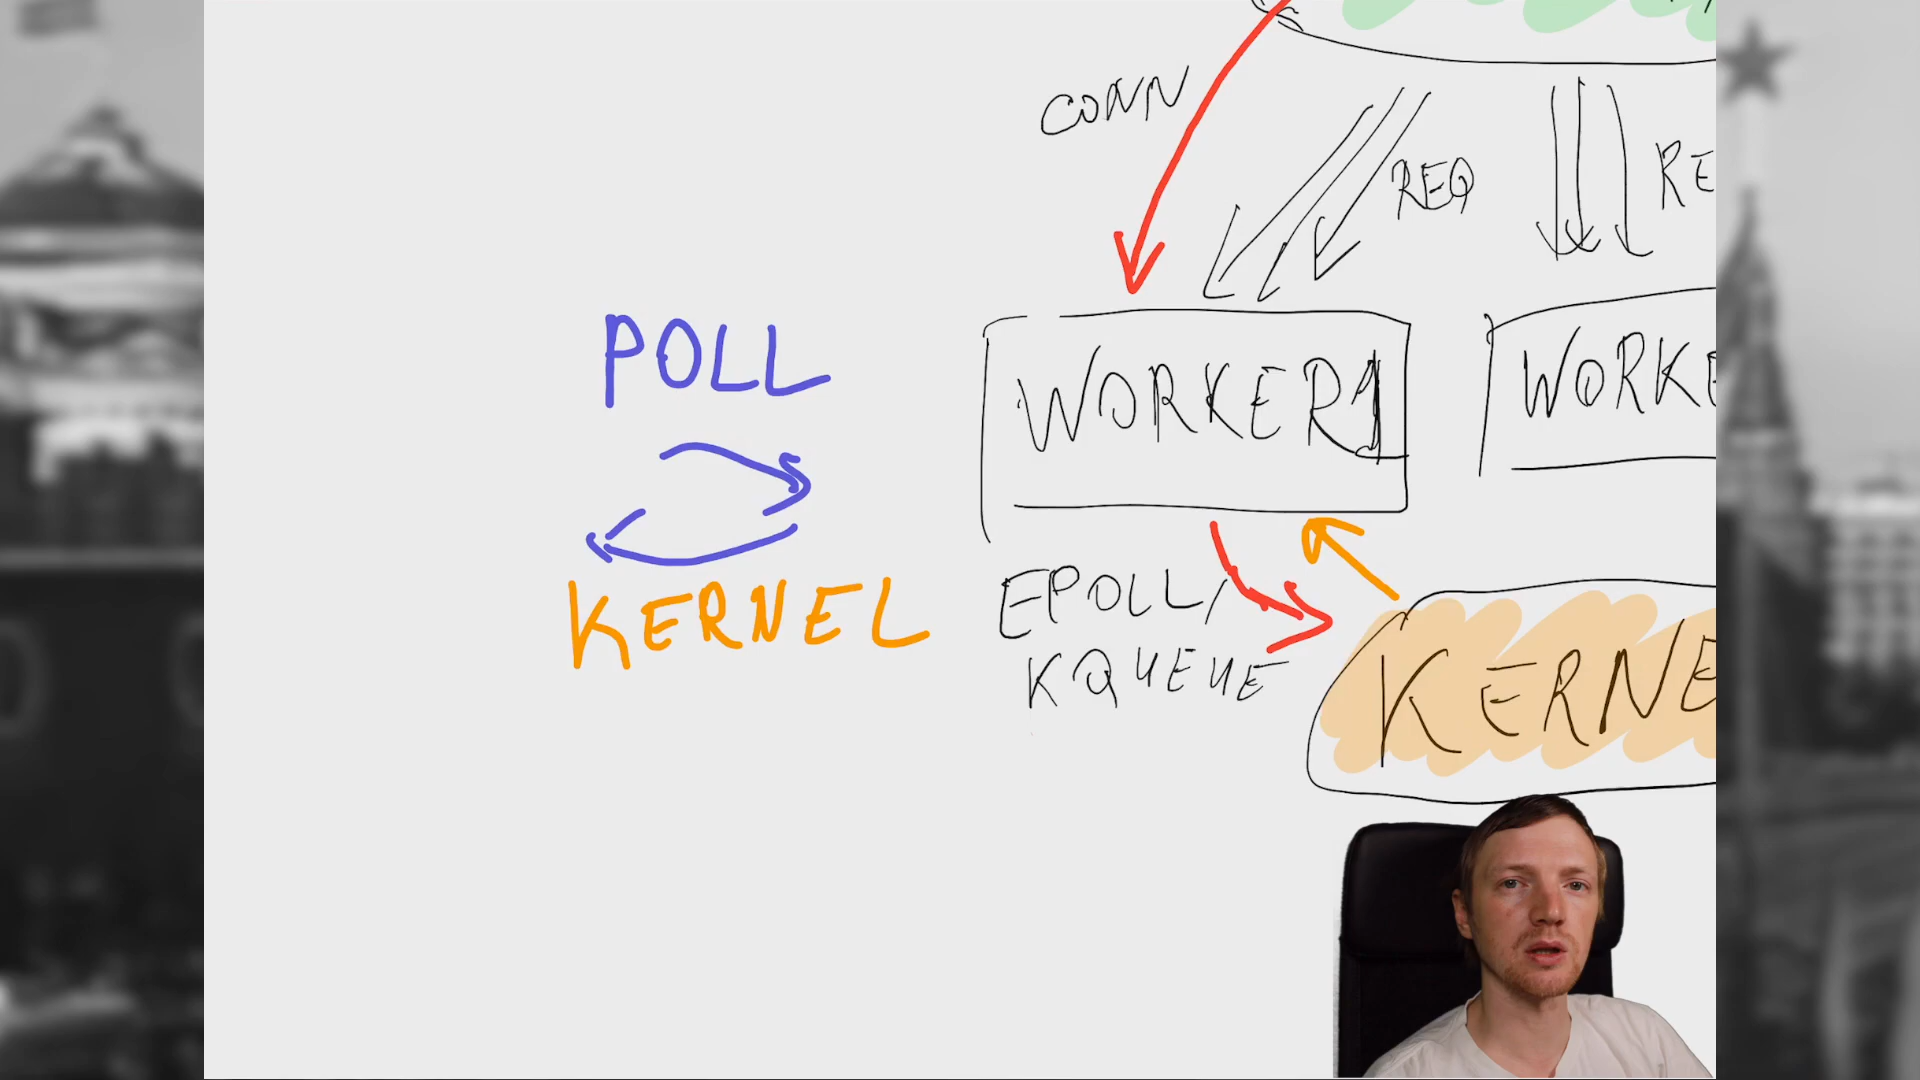 CONN
REQ
RE
POLL
WORKER1
WORKE
KERNEL
EPOLL/
KQUEUE
KERNE